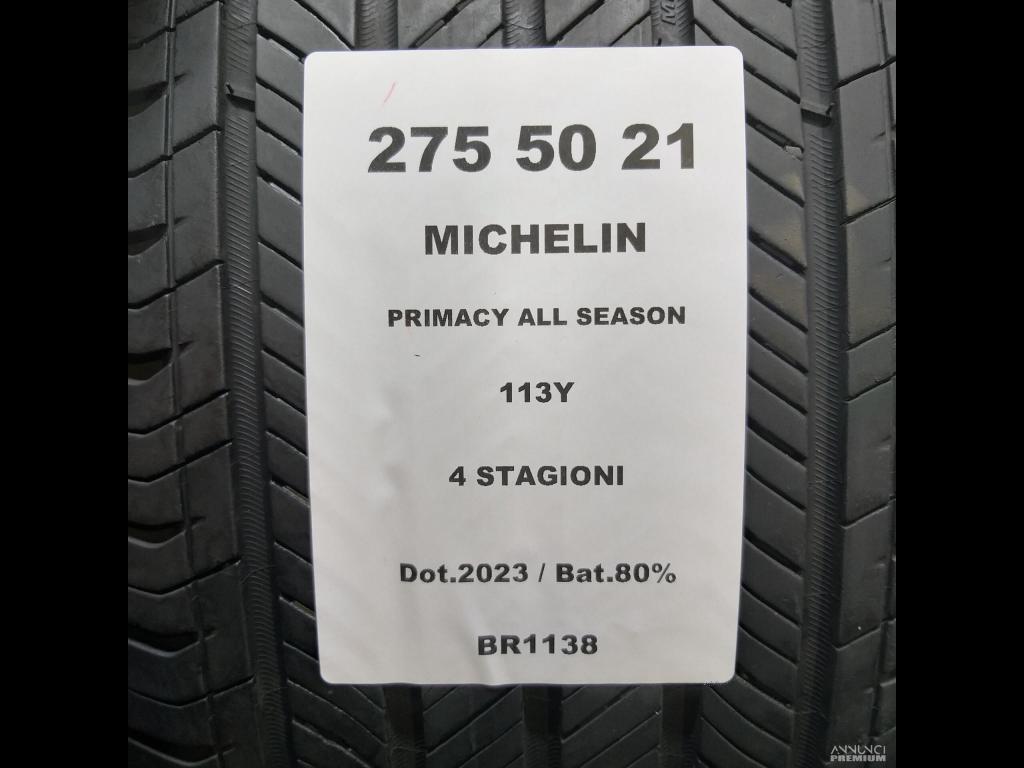 275 50 21
MICHELIN
PRIMACY ALL SEASON
113Y
4 STAGIONI
Dot.2023 / Bat.80%
BR1138
ANNUNCI
PREMIUM